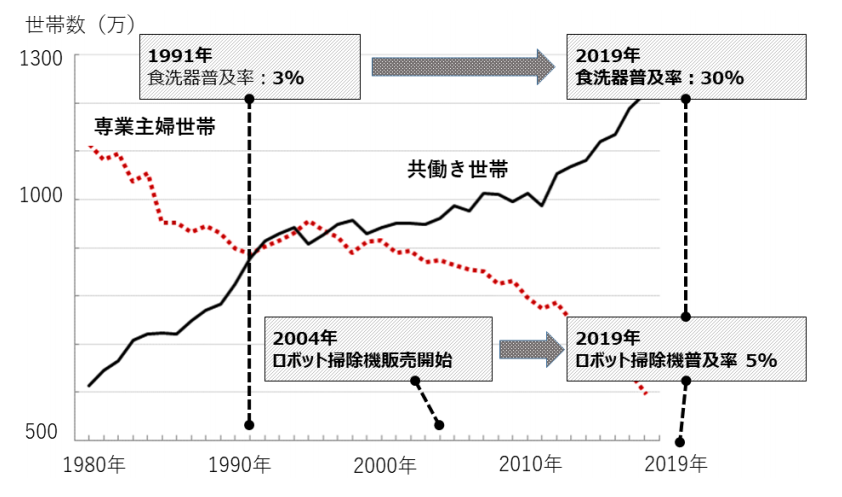 世帯数（万）
1300
1991年
食洗器普及率：3%
2019年
食洗器普及率：30%
専業主婦世帯
共働き世帯
1000
2004年
ロボット掃除機販売開始
2019年
ロボット掃除機普及率 5%
500
1980年
1990年
2000年
2010年
2019年